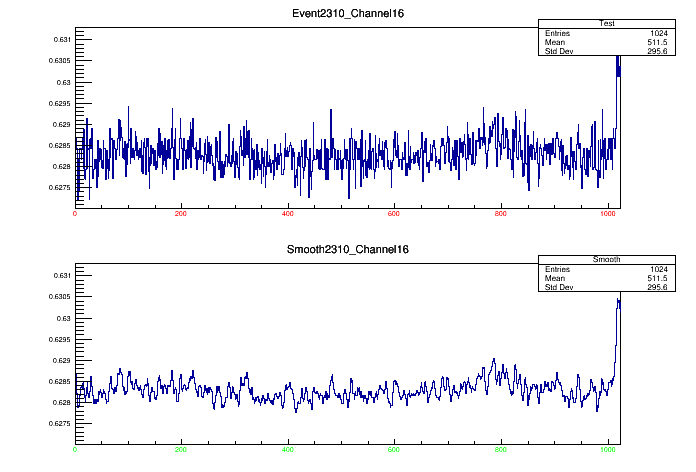 Event2310_Channel16
Test
Entries 1024
Mean 511.5
Std Dev 295.6
0.631
0.6305
0.63
0.6295
0.629
0.6285
0.628
0.6275
0 200 400 600 800 1000
Smooth2310_Channel16
Smooth
Entries 1024
Mean 511.5
Std Dev 295.6
0.631
0.6305
0.63
0.6295
0.629
0.6285
0.628
0.6275
0 200 400 600 800 1000